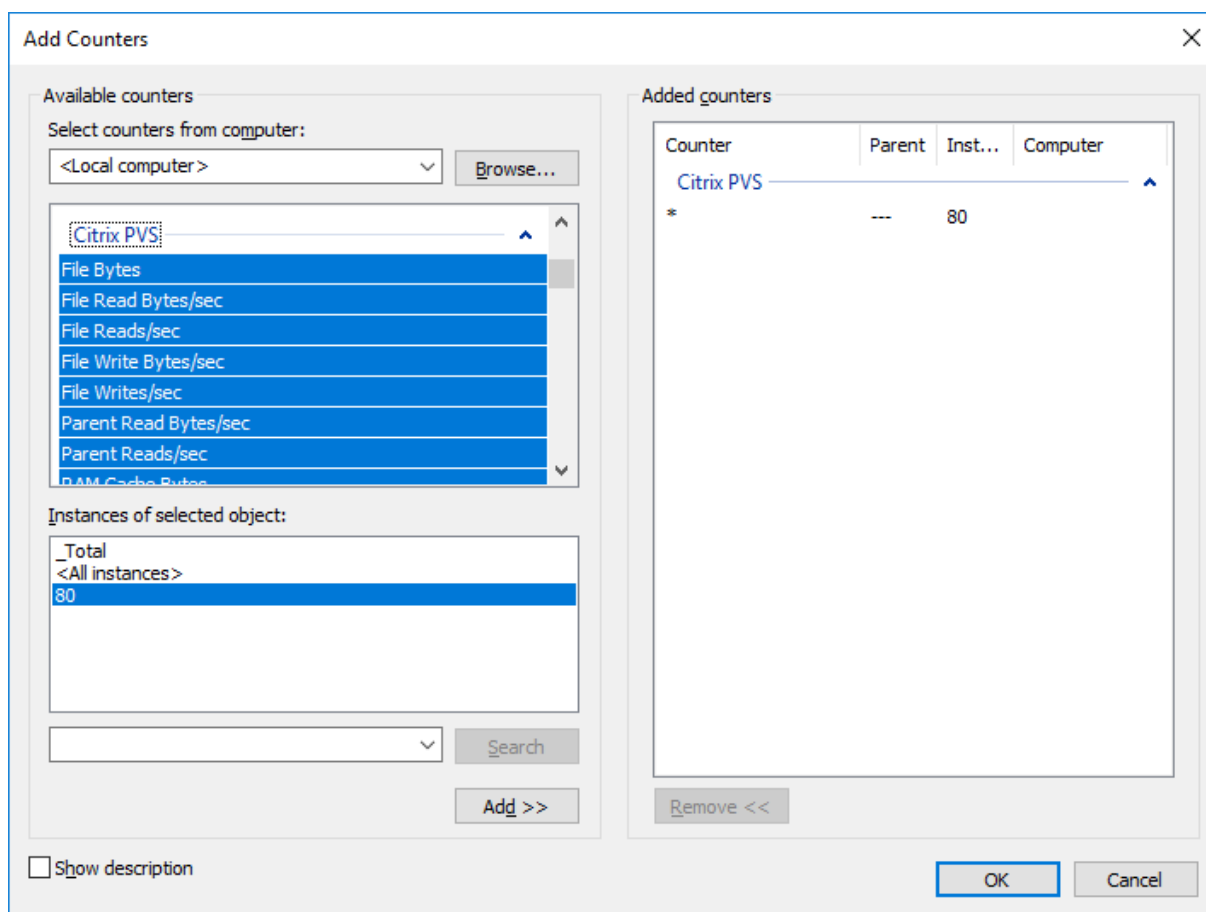 Add Counters
Available counters
Select counters from computer:
<Local computer>
Browse...
Citrix PVS
File Bytes
File Read Bytes/sec
File Reads/sec
File Write Bytes/sec
File Writes/sec
Parent Read Bytes/sec
Parent Reads/sec
RAM Cache Bytes
Instances of selected object:
_Total
<All instances>
80
Search
Add >>
Show description
Added counters
Counter Parent Inst... Computer
Citrix PVS
* --- 80
Remove <<
OK Cancel